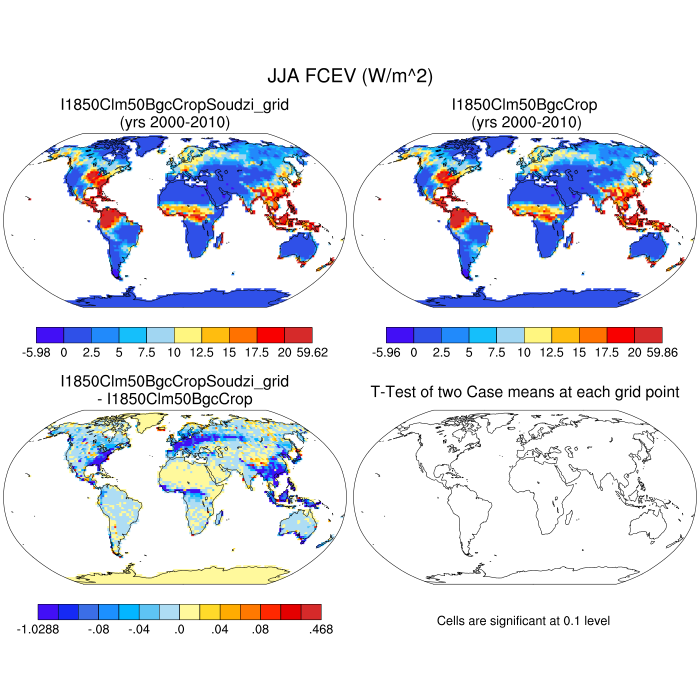 JJA FCEV (W/m^2)
I1850Clm50BgcCropSoudzi_grid
(yrs 2000-2010)
I1850Clm50BgcCrop
(yrs 2000-2010)
-5.98 0 2.5 5 7.5 10 12.5 15 17.5 20 59.62
-5.96 0 2.5 5 7.5 10 12.5 15 17.5 20 59.86
I1850Clm50BgcCropSoudzi_grid
- I1850Clm50BgcCrop
T-Test of two Case means at each grid point
-1.0288 -.08 -.04 .0 .04 .08 .468
Cells are significant at 0.1 level